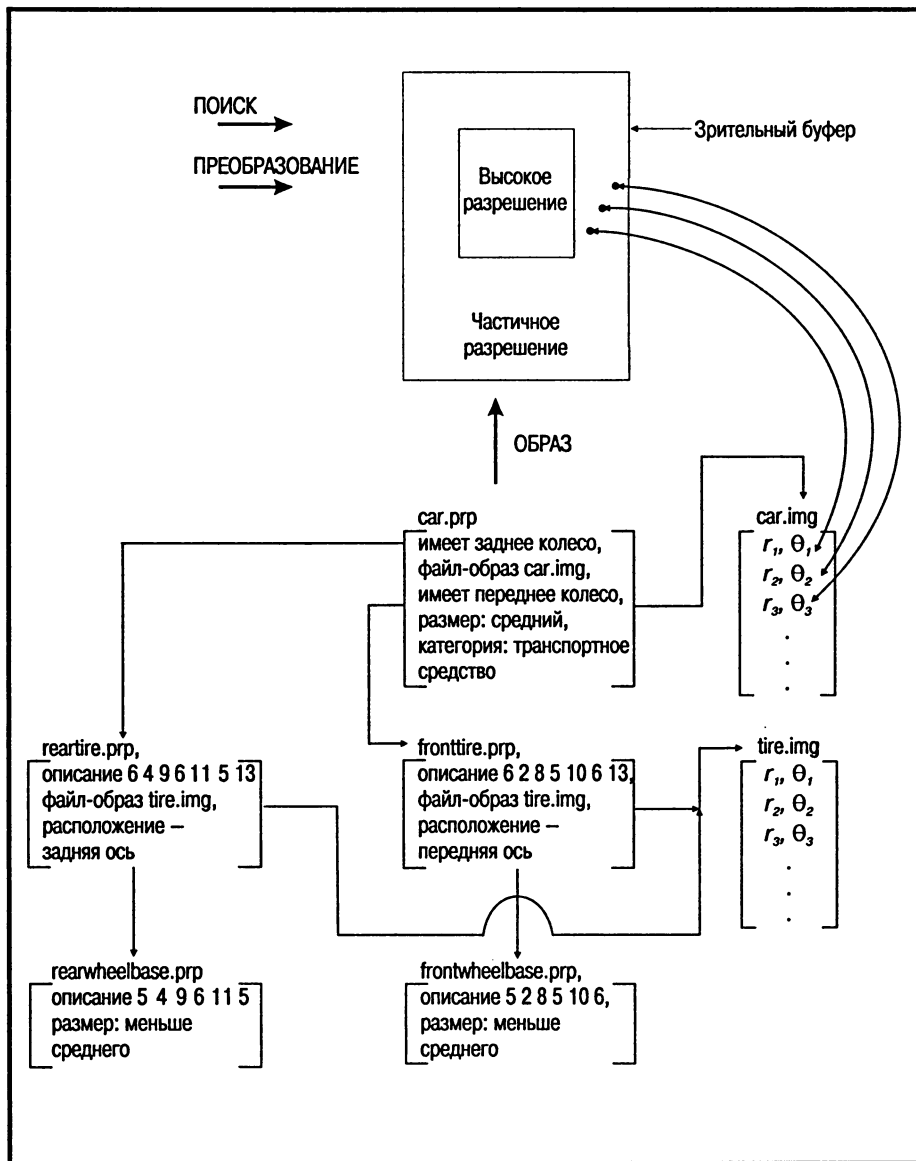 ПОИСК
ПРЕОБРАЗОВАНИЕ
Зрительный буфер
Высокое
разрешение
Частичное
разрешение
ОБРАЗ
car.prp
имеет заднее колесо,
файл-образ car.img,
имеет переднее колесо,
размер: средний,
категория: транспортное
средство
car.img
r₁, Θ₁
r₂, Θ₂
r₃, Θ₃
.
.
.
reartire.prp,
описание 6 4 9 6 11 5 13
файл-образ tire.img,
расположение –
задняя ось
fronttire.prp,
описание 6 2 8 5 10 6 13,
файл-образ tire.img,
расположение –
передняя ось
tire.img
r₁, Θ₁
r₂, Θ₂
r₃, Θ₃
.
.
.
rearwheelbase.prp
описание 5 4 9 6 11 5
размер: меньше
среднего
frontwheelbase.prp,
описание 5 2 8 5 10 6,
размер: меньше
среднего